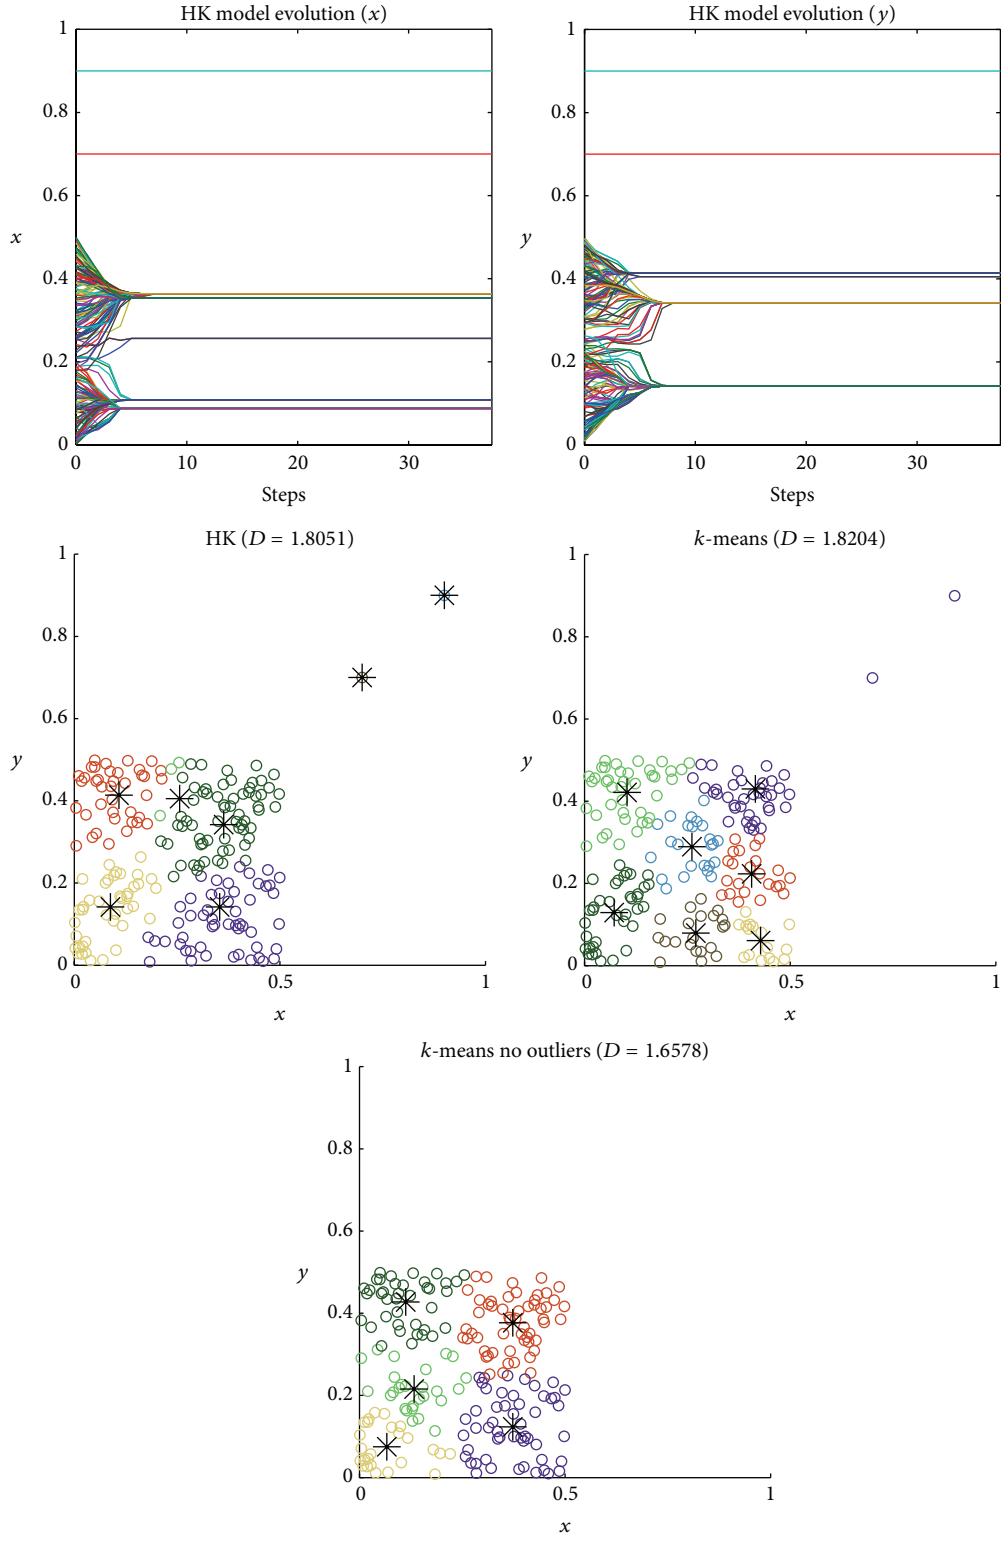 HK model evolution (x)
1
0.8
0.6
x
0.4
0.2
0
0 10 20 30
Steps
HK model evolution (y)
1
0.8
0.6
y
0.4
0.2
0
0 10 20 30
Steps
HK (D = 1.8051)
1
0.8
0.6
y
0.4
0.2
0
0.5 1
x
k-means (D = 1.8204)
1
0.8
0.6
y
0.4
0.2
0
0 0.5 1
x
k-means no outliers (D = 1.6578)
1
0.8
0.6
y
0.4
0.2
0
0 0.5 1
x